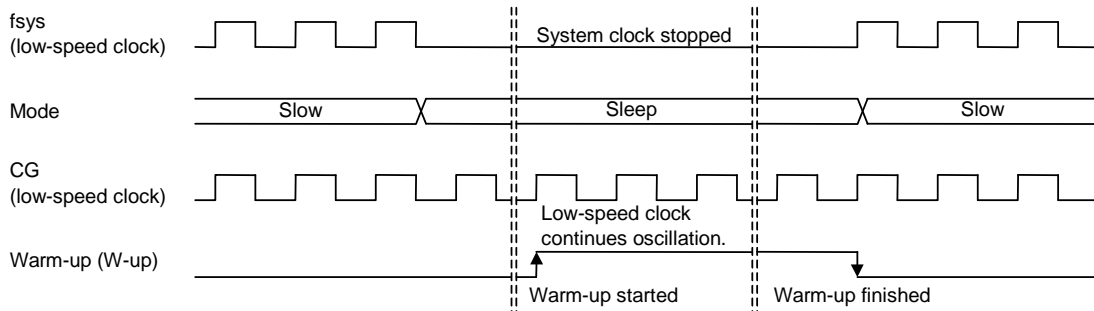 fsys
(low-speed clock)
System clock stopped
Mode
Slow
Sleep
Slow
CG
(low-speed clock)
Low-speed clock
continues oscillation.
Warm-up (W-up)
Warm-up started
Warm-up finished